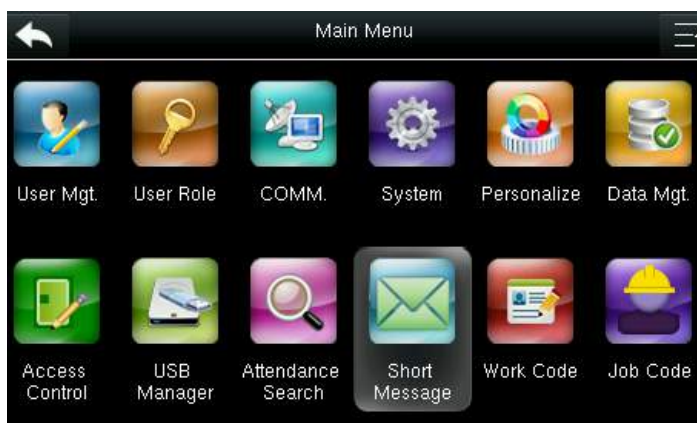 Main Menu
User Mgt.
User Role
COMM.
System
Personalize
Data Mgt.
Access
Control
USB
Manager
Attendance
Search
Short
Message
Work Code
Job Code